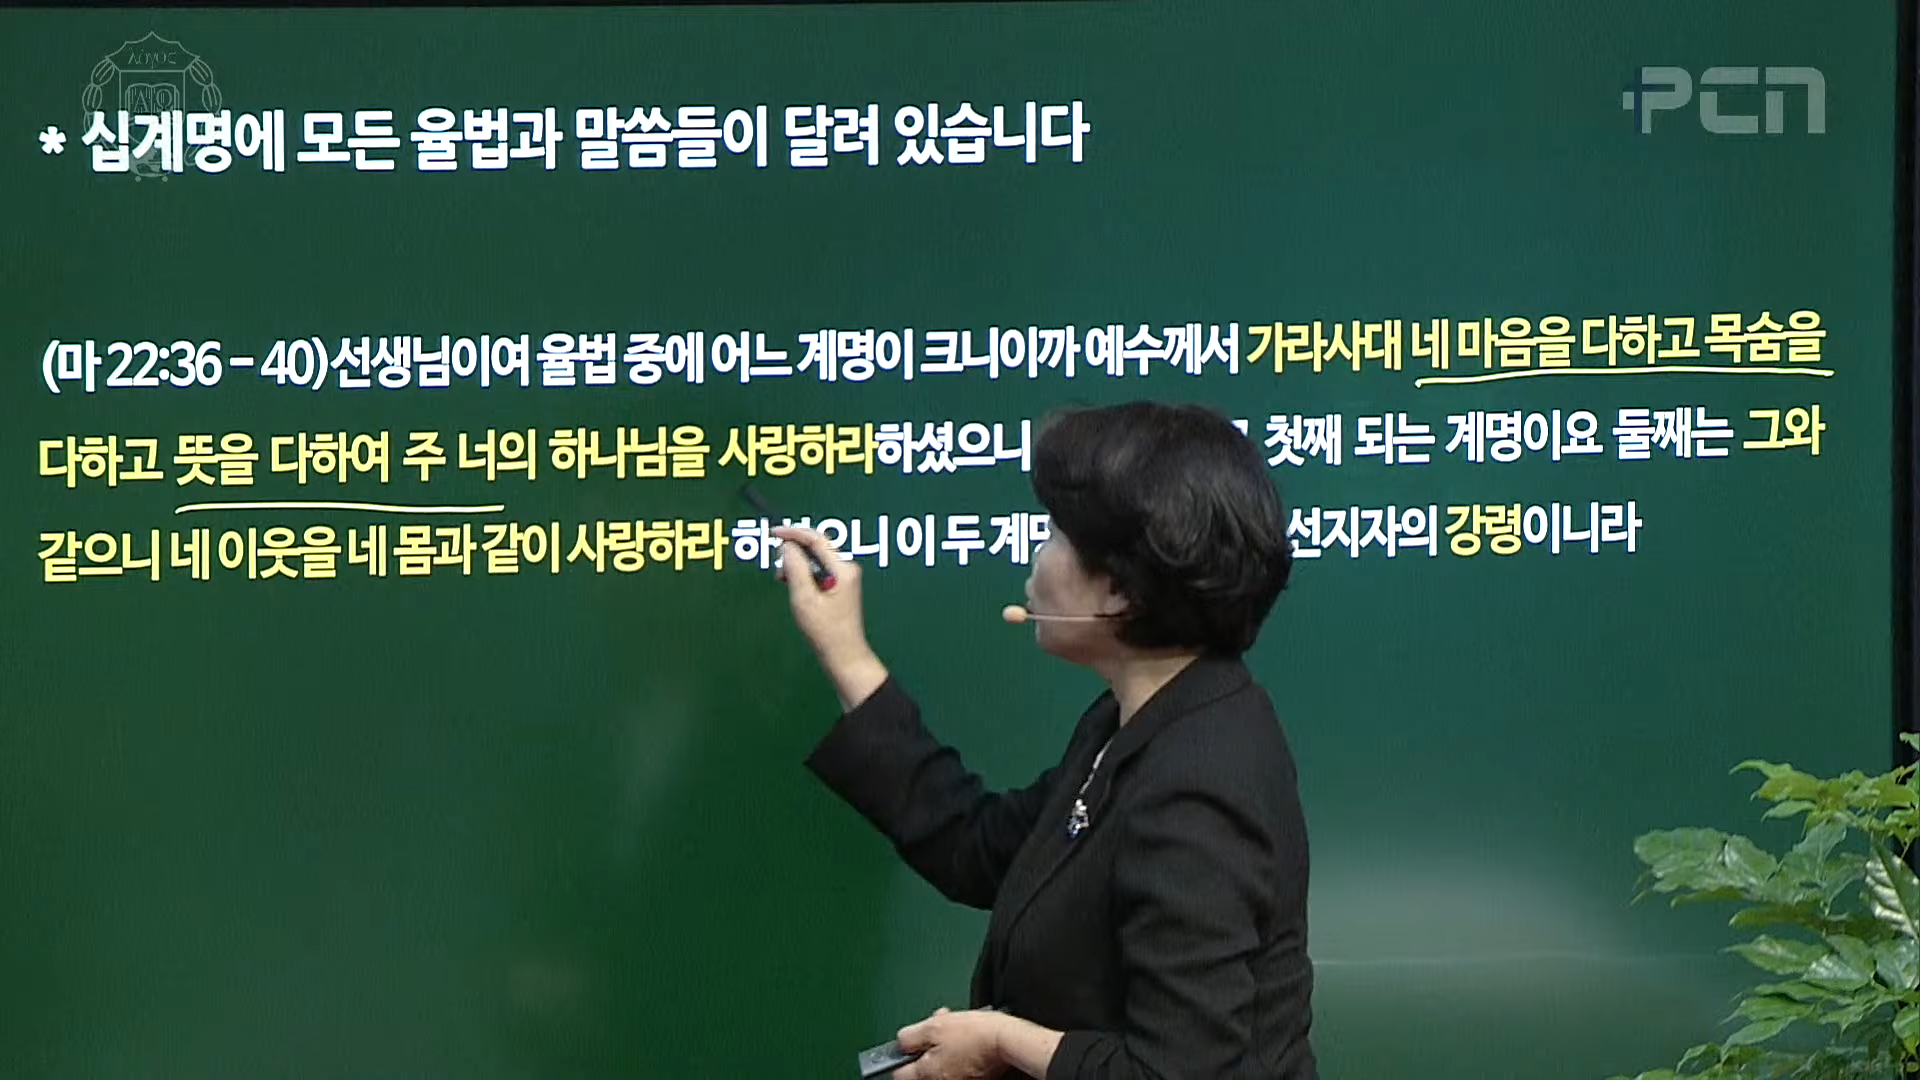 λόγος
ΑΩ
PCN
* 십계명에 모든 율법과 말씀들이 달려 있습니다
(마 22:36 - 40) 선생님이여 율법 중에 어느 계명이 크니이까 예수께서 가라사대 네 마음을 다하고 목숨을
다하고 뜻을 다하여 주 너의 하나님을 사랑하라하셨으니 첫째 되는 계명이요 둘째는 그와
같으니 네 이웃을 네 몸과 같이 사랑하라 하셨으니 이 두 선지자의 강령이니라